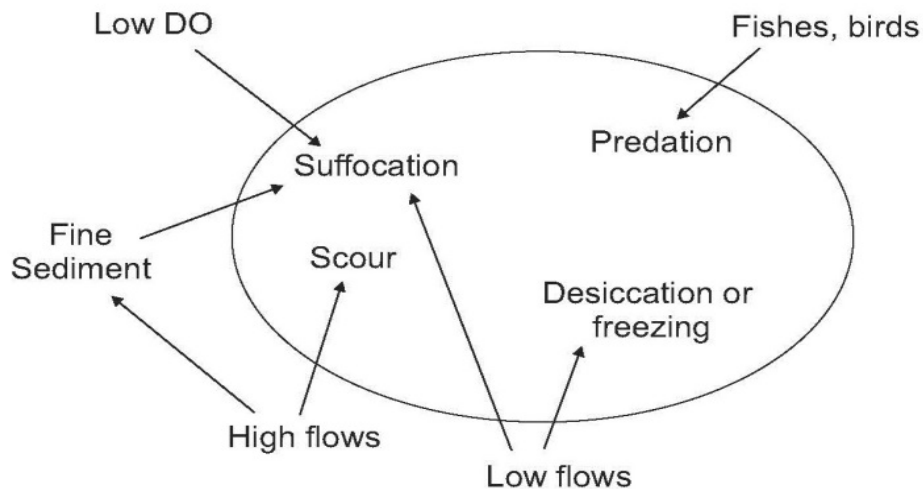 Low DO
Fishes, birds
Predation
Suffocation
Fine
Sediment
Scour
Desiccation or
freezing
High flows
Low flows